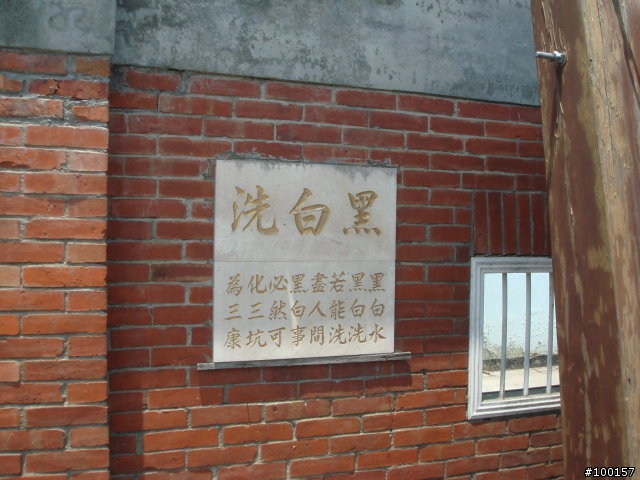 黑白洗
黑白水
黑白洗
若能洗
盡人間
黑白事
必然可
化三坑
為三康
#100157